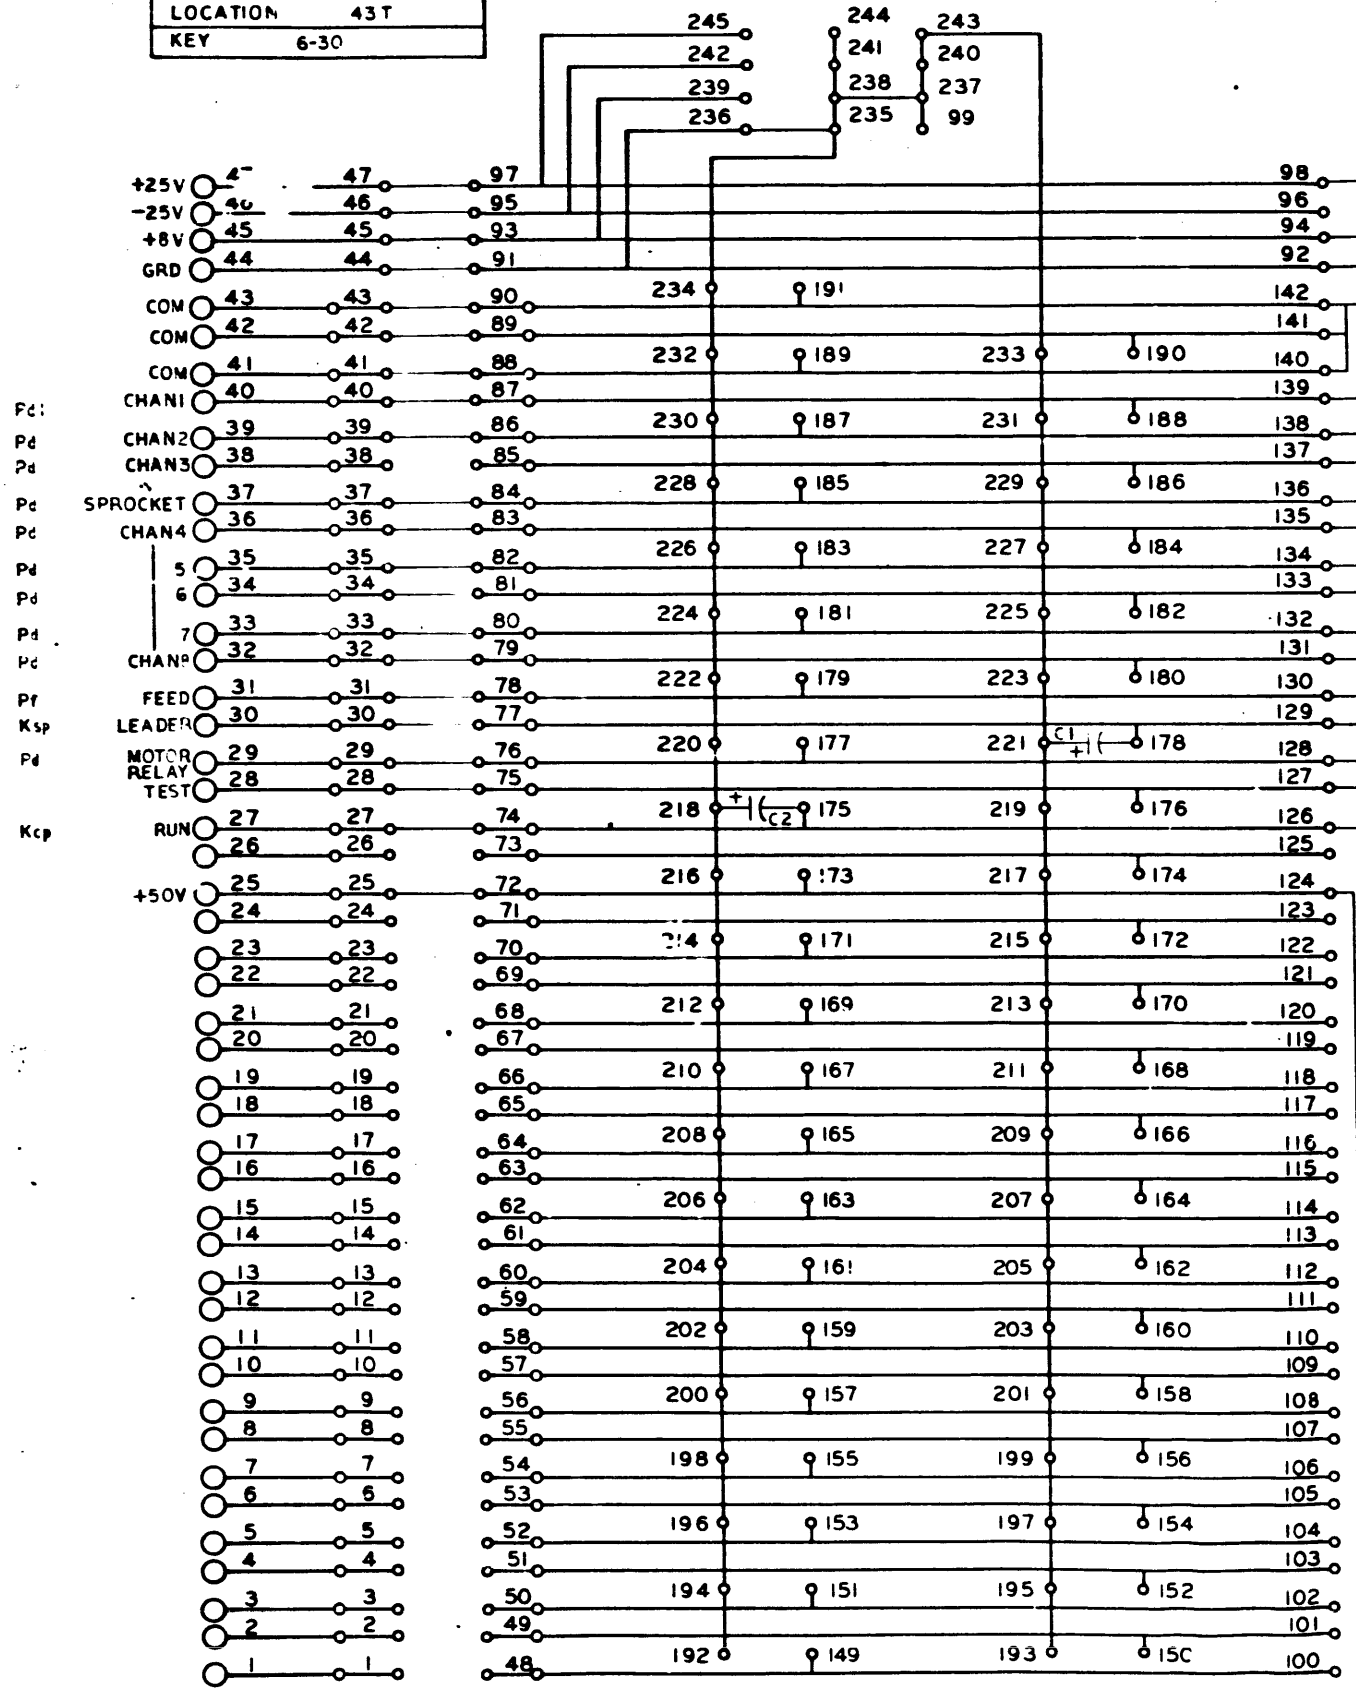 LOCATION 43T
KEY 6-30
245 244 243
242 241 240
239 238 237
236 235 99
+25V 47 97 98
-25V 46 46 95 96
+8V 45 45 93 94
GRD 44 44 91 92
234 191
COM 43 43 90 142
COM 42 42 89 141
232 189 233 190
COM 41 41 88 140
CHAN1 40 40 87 139
230 187 231 188
Pd CHAN2 39 39 86 138
Pd CHAN3 38 38 85 137
228 185 229 186
Pd SPROCKET 37 37 84 136
Pd CHAN4 36 36 83 135
226 183 227 184
Pd 5 35 35 82 134
Pd 6 34 34 81 133
224 181 225 182
Pd 7 33 33 80 132
Pd 32 32 79 131
222 179 223 180
Pf FEED 31 31 78 130
Ksp LEADER 30 30 77 129
220 177 221 C1 + 178
Pd MOTOR RELAY 29 29 76 128
TEST 28 28 75 127
218 + C2 175 219 176
Kcp RUN 27 27 74 126
26 26 73 125
216 173 217 174
+50V 25 25 72 124
24 24 71 123
214 171 215 172
23 23 70 122
22 22 69 121
212 169 213 170
21 21 68 120
20 20 67 119
210 167 211 168
19 19 66 118
18 18 65 117
208 165 209 166
17 17 64 116
16 16 63 115
206 163 207 164
15 15 62 114
14 14 61 113
204 161 205 162
13 13 60 112
12 12 59 111
202 159 203 160
11 11 58 110
10 10 57 109
200 157 201 158
9 9 56 108
8 8 55 107
198 155 199 156
7 7 54 106
6 6 53 105
196 153 197 154
5 5 52 104
4 4 51 103
194 151 195 152
3 3 50 102
2 2 49 101
192 149 193 150
1 1 48 100